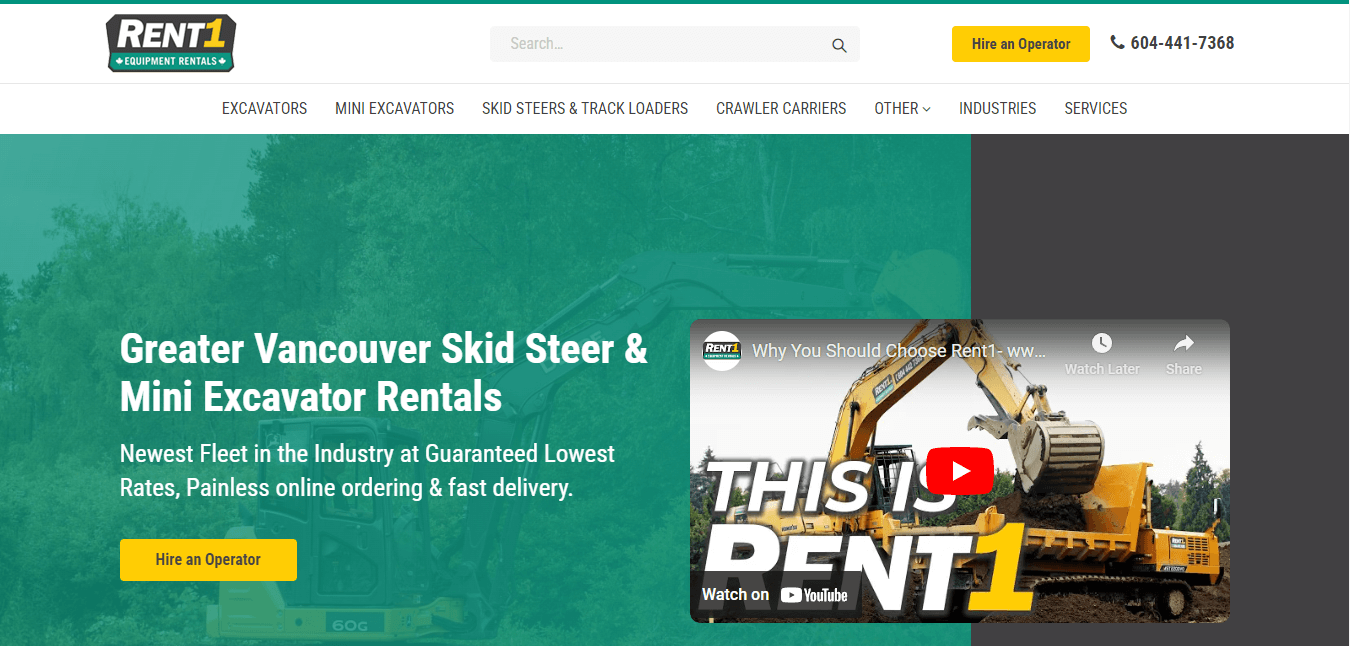 RENT1
EQUIPMENT RENTALS
Search...
Hire an Operator
604-441-7368
EXCAVATORS
MINI EXCAVATORS
SKID STEERS & TRACK LOADERS
CRAWLER CARRIERS
OTHER
INDUSTRIES
SERVICES
Greater Vancouver Skid Steer &
Mini Excavator Rentals
Newest Fleet in the Industry at Guaranteed Lowest
Rates, Painless online ordering & fast delivery.
Hire an Operator
60G
RENT1
Why You Should Choose Rent1- ww...
Watch Later
Share
RENT1
THIS IS
RENT1
RENT1
Watch on
YouTube